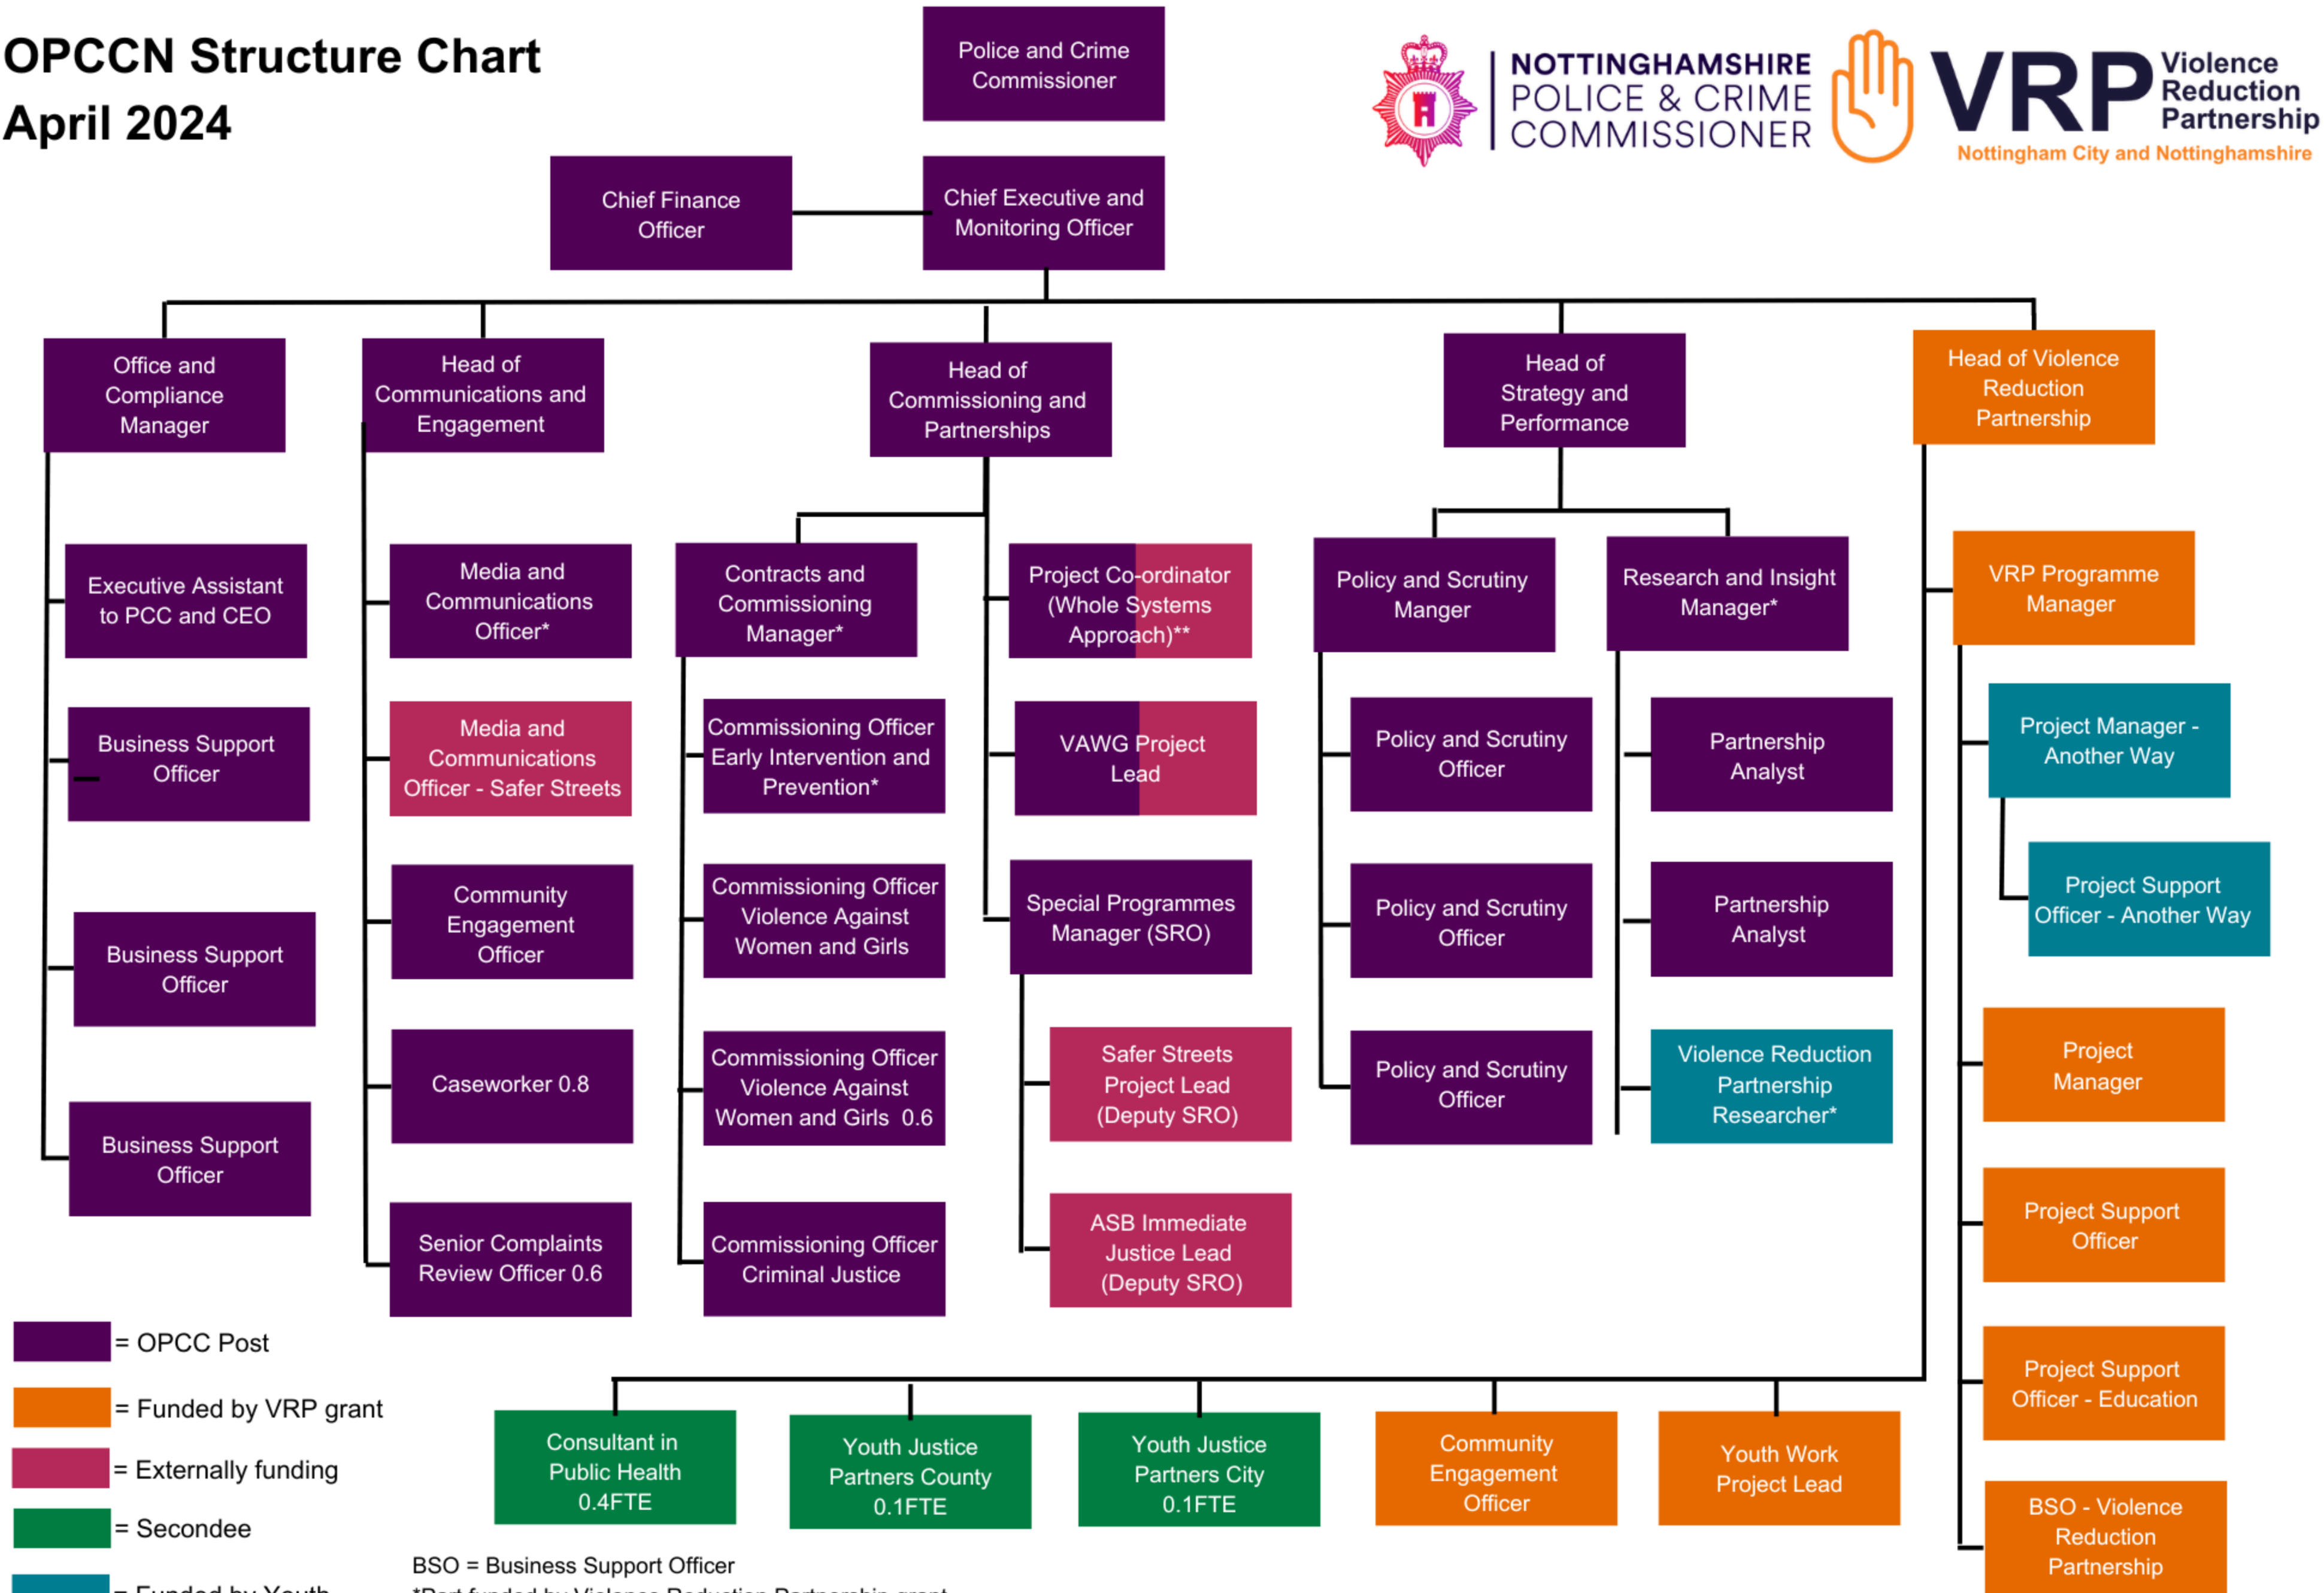 OPCCN Structure Chart
April 2024
Police and Crime
Commissioner
NOTTINGHAMSHIRE
POLICE & CRIME
COMMISSIONER
VRP
Violence
Reduction
Partnership
Nottingham City and Nottinghamshire
Chief Finance
Officer
Chief Executive and
Monitoring Officer
Office and
Compliance
Manager
Head of
Communications and
Engagement
Head of
Commissioning and
Partnerships
Head of
Strategy and
Performance
Head of Violence
Reduction
Partnership
Executive Assistant
to PCC and CEO
Business Support
Officer
Business Support
Officer
Business Support
Officer
Media and
Communications
Officer*
Media and
Communications
Officer - Safer Streets
Community
Engagement
Officer
Caseworker 0.8
Senior Complaints
Review Officer 0.6
Contracts and
Commissioning
Manager*
Commissioning Officer
Early Intervention and
Prevention*
Commissioning Officer
Violence Against
Women and Girls
Commissioning Officer
Violence Against
Women and Girls 0.6
Commissioning Officer
Criminal Justice
Project Co-ordinator
(Whole Systems
Approach)**
VAWG Project
Lead
Special Programmes
Manager (SRO)
Safer Streets
Project Lead
(Deputy SRO)
ASB Immediate
Justice Lead
(Deputy SRO)
Policy and Scrutiny
Manger
Policy and Scrutiny
Officer
Policy and Scrutiny
Officer
Policy and Scrutiny
Officer
Research and Insight
Manager*
Partnership
Analyst
Partnership
Analyst
Violence Reduction
Partnership
Researcher*
VRP Programme
Manager
Project Manager -
Another Way
Project Support
Officer - Another Way
Project
Manager
Project Support
Officer
Project Support
Officer - Education
BSO - Violence
Reduction
Partnership
Consultant in
Public Health
0.4FTE
Youth Justice
Partners County
0.1FTE
Youth Justice
Partners City
0.1FTE
Community
Engagement
Officer
Youth Work
Project Lead
= OPCC Post
= Funded by VRP grant
= Externally funding
= Secondee
= Funded by Youth
BSO = Business Support Officer
*Part funded by Violence Reduction Partnership grant